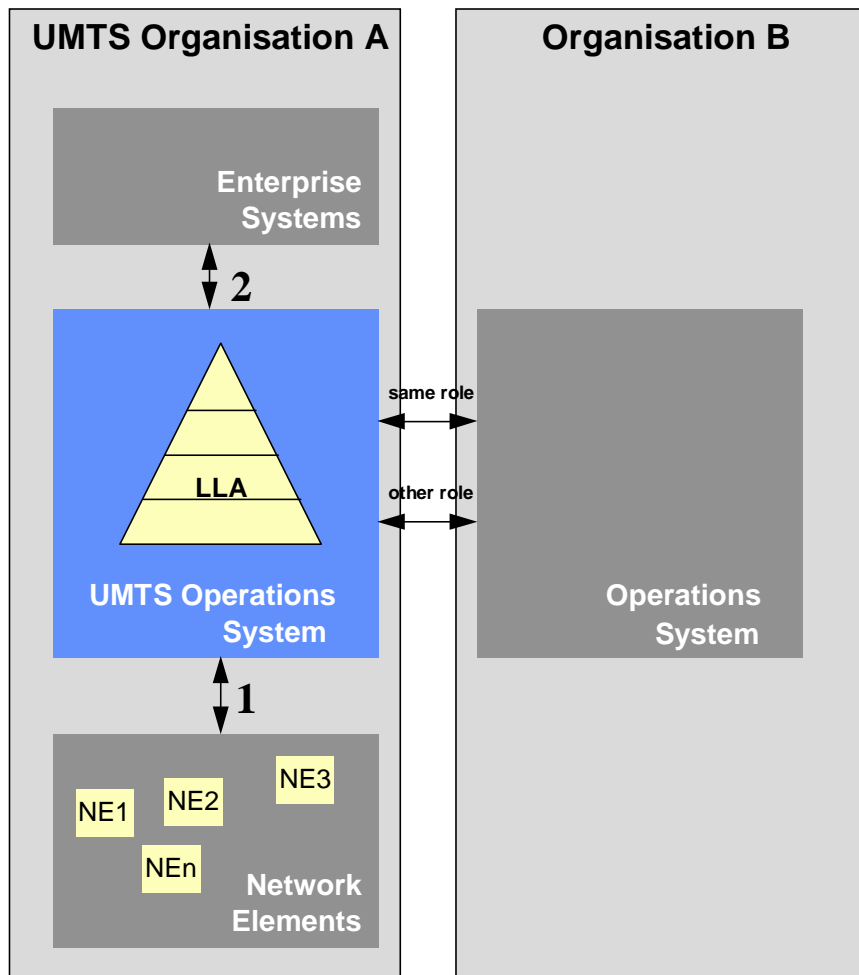 UMTS Organisation A
Organisation B
Enterprise
Systems
2
same role
LLA
other role
UMTS Operations
System
Operations
System
1
NE3
NE2
NE1
NEn
Network
Elements